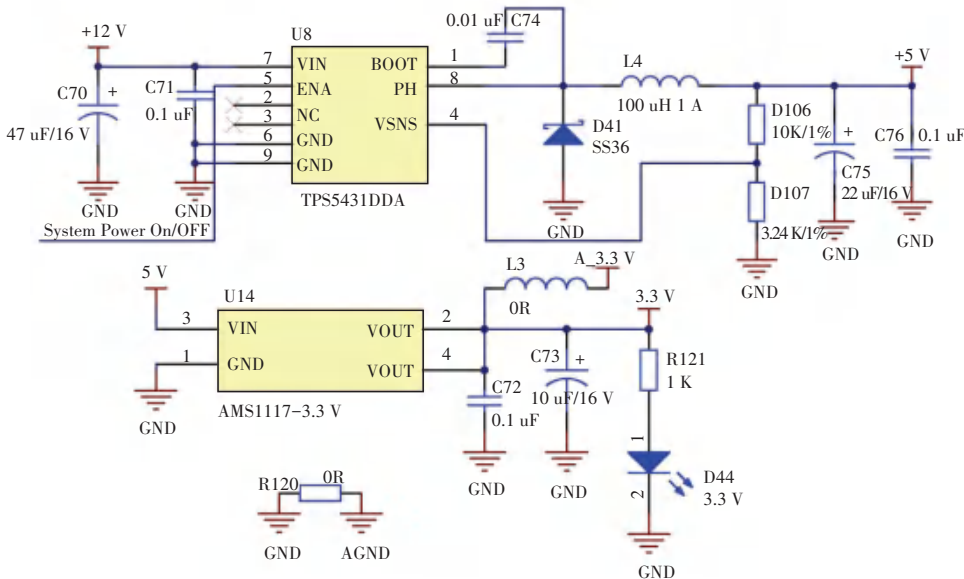 +12 V
C70
+
47 uF/16 V
GND
C71
0.1 uF
GND
System Power On/OFF
U8
7 VIN
5 ENA
2
NC
3
6 GND
9 GND
BOOT 1
PH 8
VSNS 4
TPS5431DDA
0.01 uF C74
D41
SS36
GND
L4
100 uH 1 A
+5 V
D106
10K/1%
D107
3.24 K/1%
GND
+
C75
22 uF/16 V
GND
C76 0.1 uF
GND
5 V
U14
3 VIN
1 GND
VOUT 2
VOUT 4
AMS1117-3.3 V
GND
L3
0R
A_3.3 V
C72
0.1 uF
GND
C73 +
10 uF/16 V
GND
3.3 V
R121
1 K
1
2
D44
3.3 V
GND
R120 0R
GND
AGND